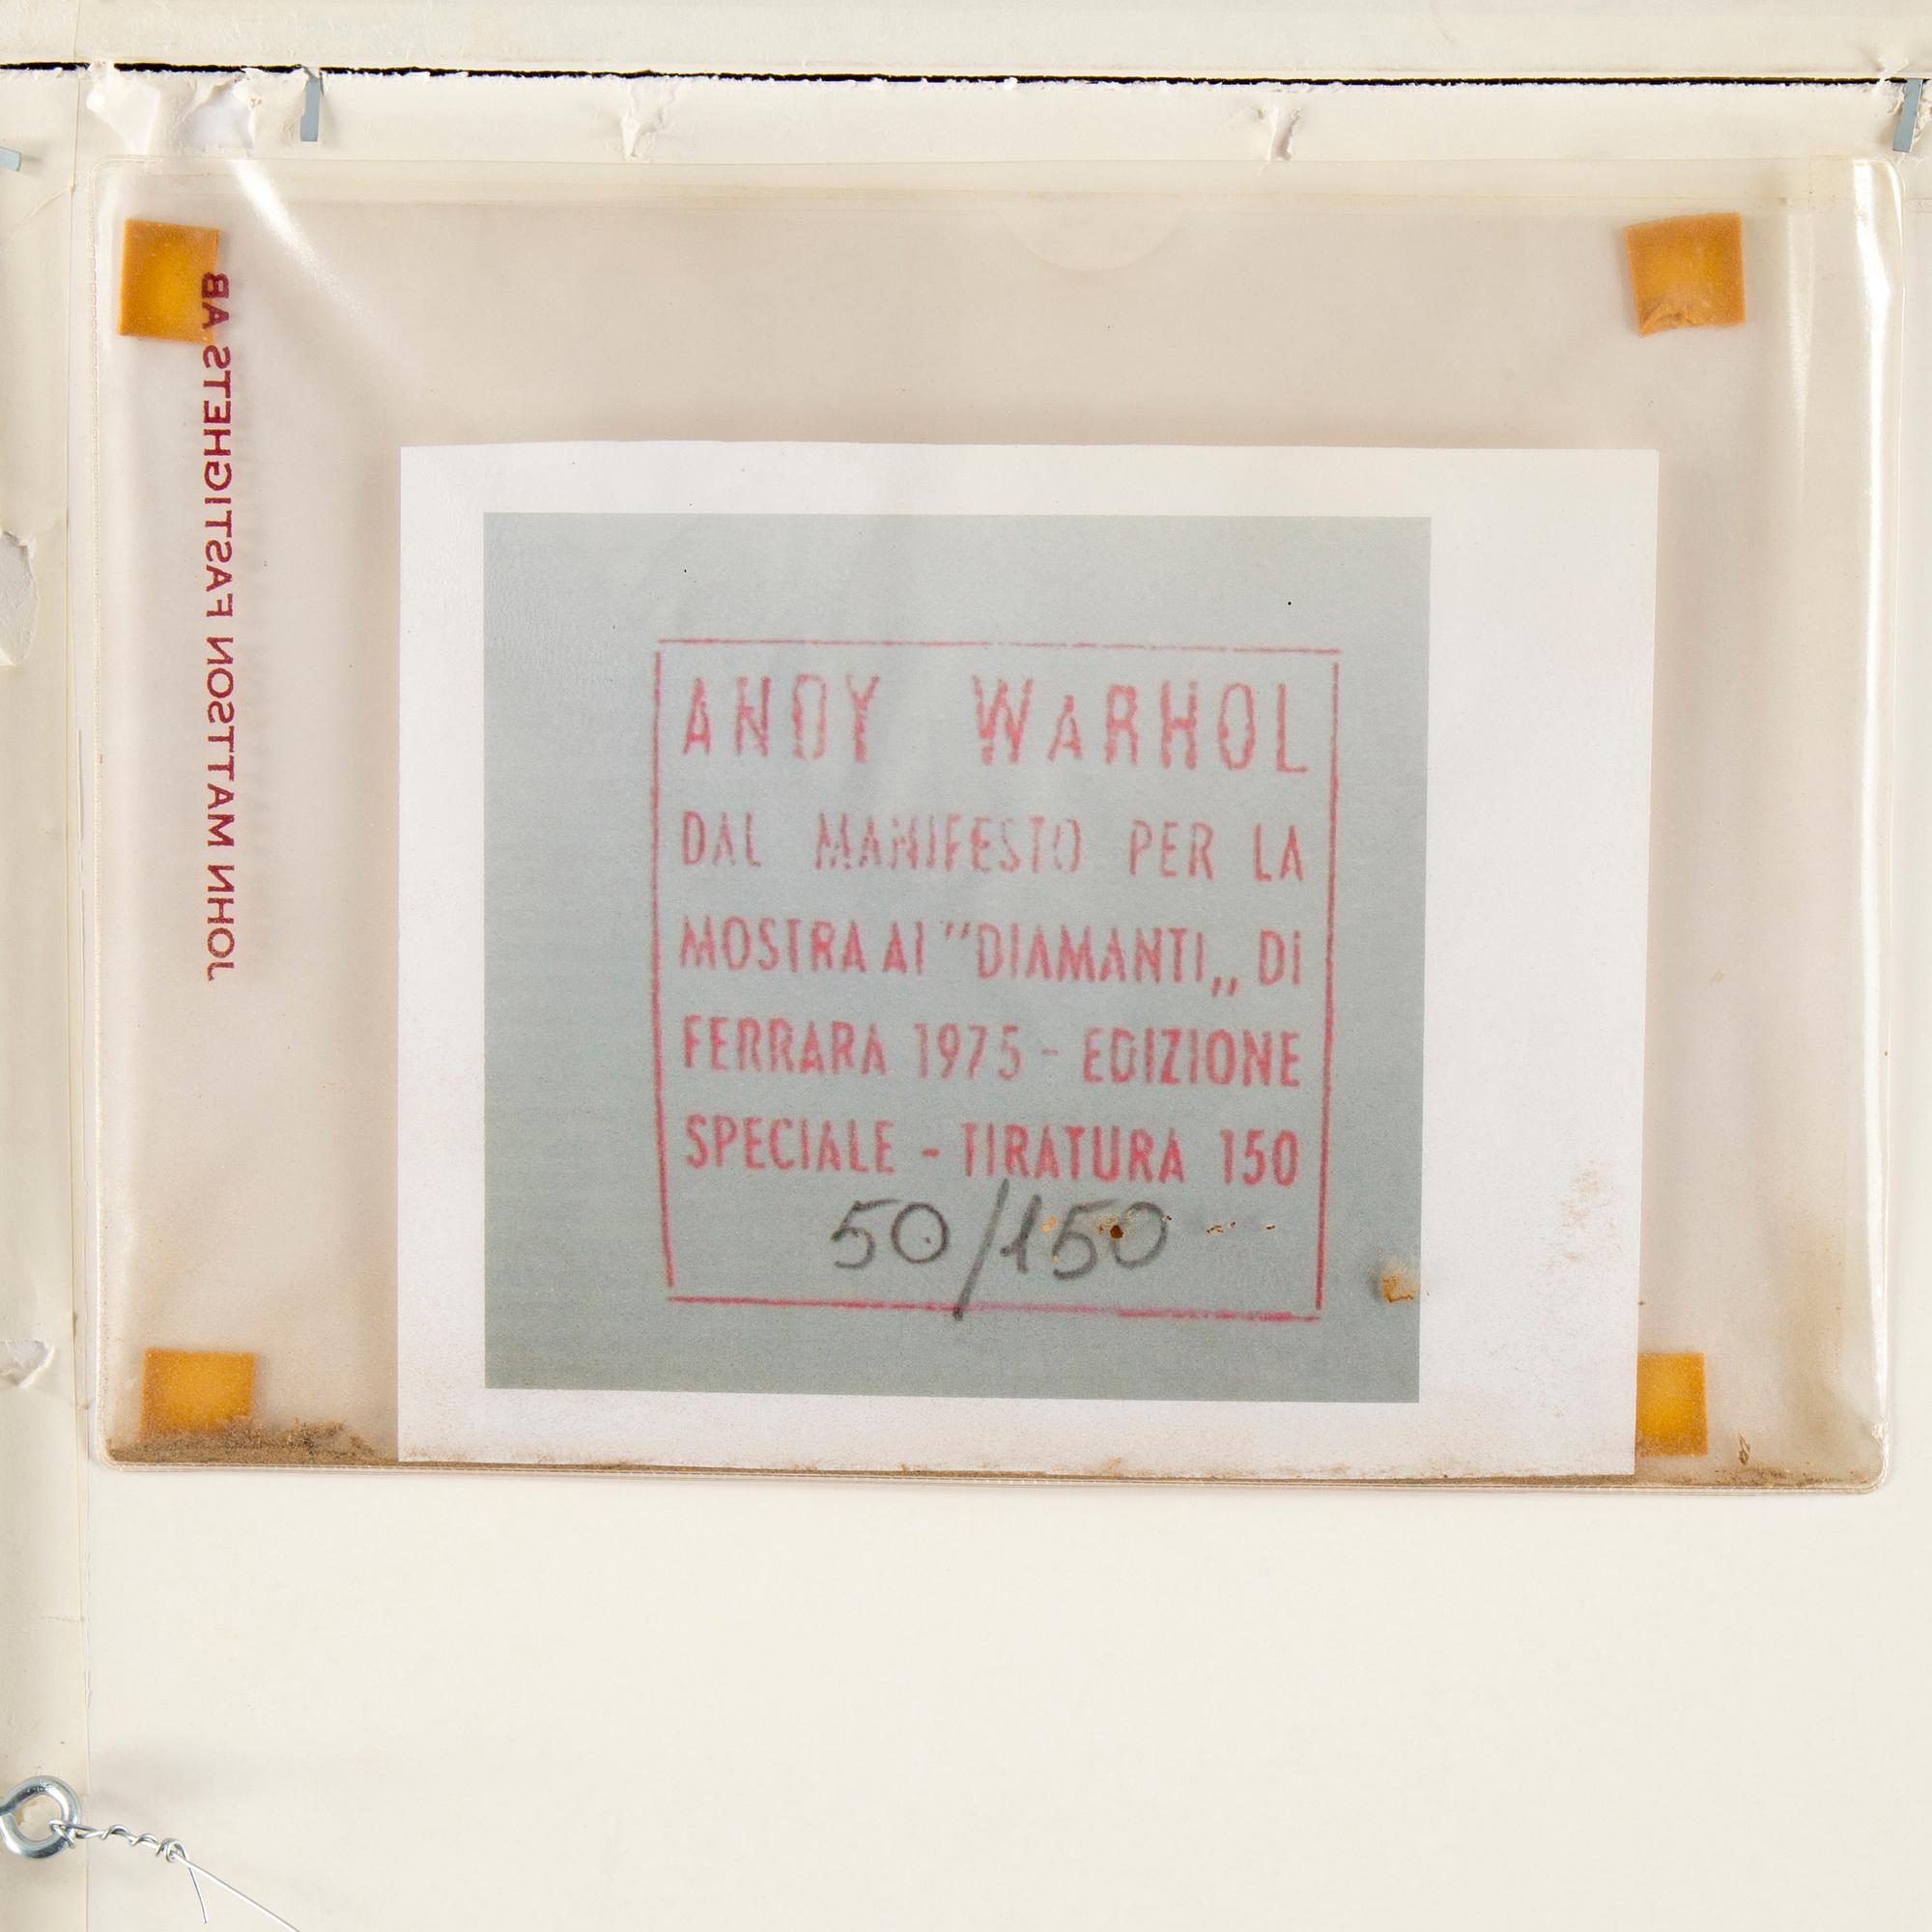 JOHN MATTSON FASTIGHETS AB
ANDY WARHOL
DAL MANIFESTO PER LA
MOSTRA AI "DIAMANTI„ DI
FERRARA 1975 - EDIZIONE
SPECIALE - TIRATURA 150
50/150